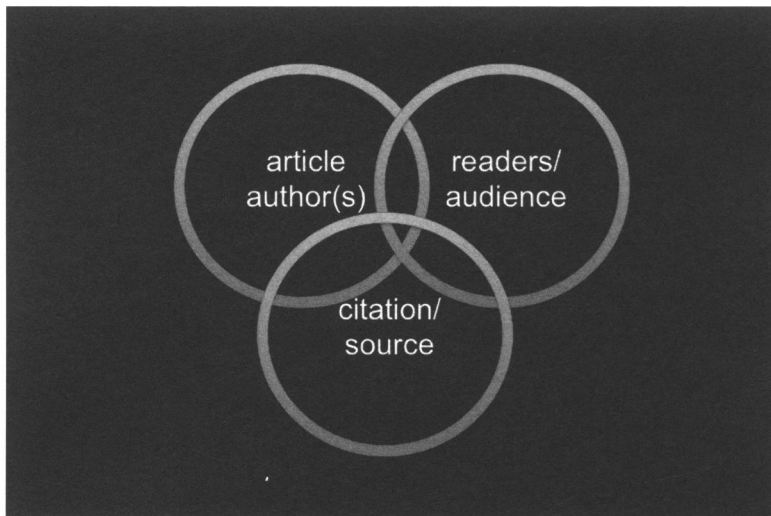 article
author(s)
readers/
audience
citation/
source